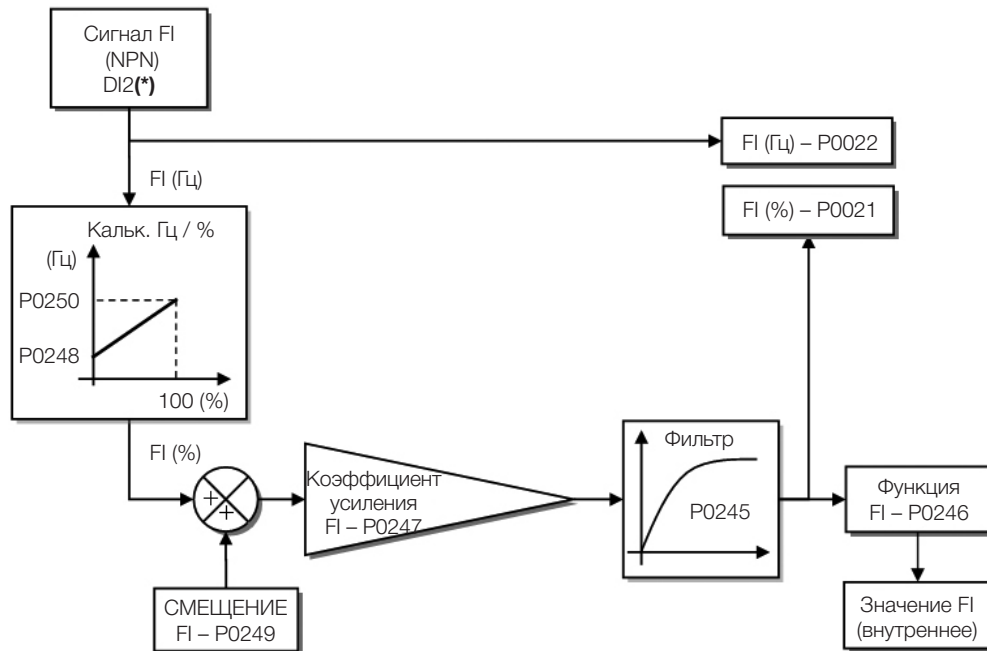 Сигнал FI
(NPN)
DI2(*)
FI (Гц) – P0022
FI (Гц)
FI (%) – P0021
Кальк. Гц / %
(Гц)
P0250
P0248
100 (%)
FI (%)
Коэффициент
усиления
FI – P0247
Фильтр
P0245
Функция
FI – P0246
СМЕЩЕНИЕ
FI – P0249
Значение FI
(внутреннее)